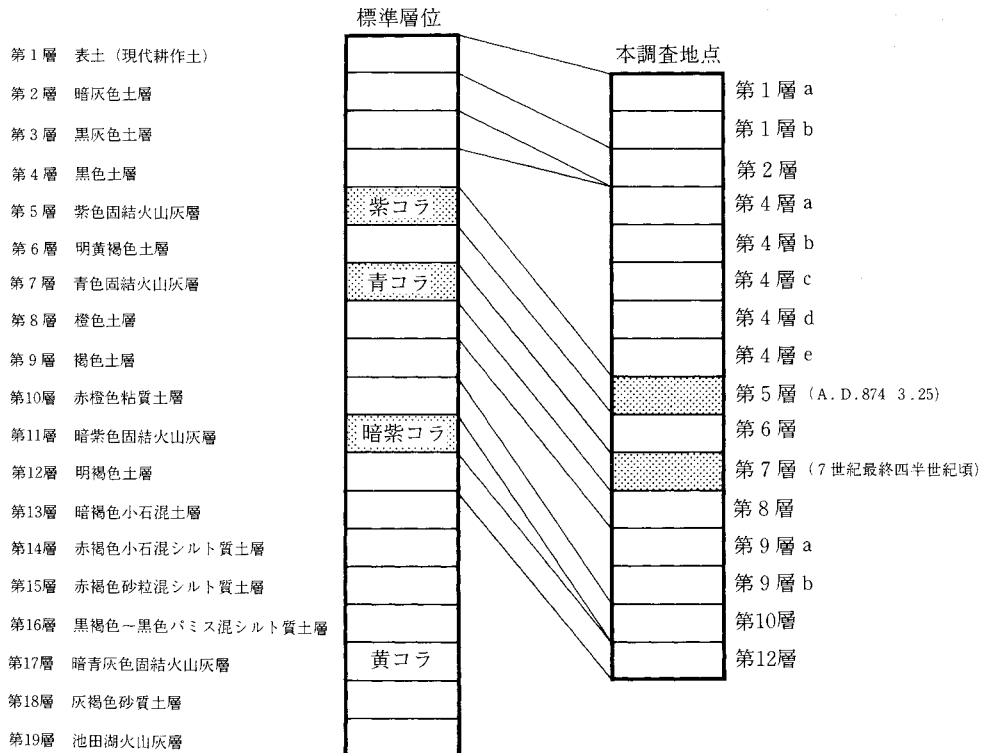 標準層位
第1層 表土（現代耕作土）
第2層 暗灰色土層
第3層 黒灰色土層
第4層 黒色土層
第5層 紫色固結火山灰層
第6層 明黄褐色土層
第7層 青色固結火山灰層
第8層 橙色土層
第9層 褐色土層
第10層 赤橙色粘質土層
第11層 暗紫色固結火山灰層
第12層 明褐色土層
第13層 暗褐色小石混土層
第14層 赤褐色小石混シルト質土層
第15層 赤褐色砂粒混シルト質土層
第16層 黒褐色～黒色パミス混シルト質土層
第17層 暗青灰色固結火山灰層
第18層 灰褐色砂質土層
第19層 池田湖火山灰層
紫コラ
青コラ
暗紫コラ
黄コラ
本調査地点
第1層a
第1層b
第2層
第4層a
第4層b
第4層c
第4層d
第4層e
第5層（A.D.874 3.25）
第6層
第7層（7世紀最終四半世紀頃）
第8層
第9層a
第9層b
第10層
第12層